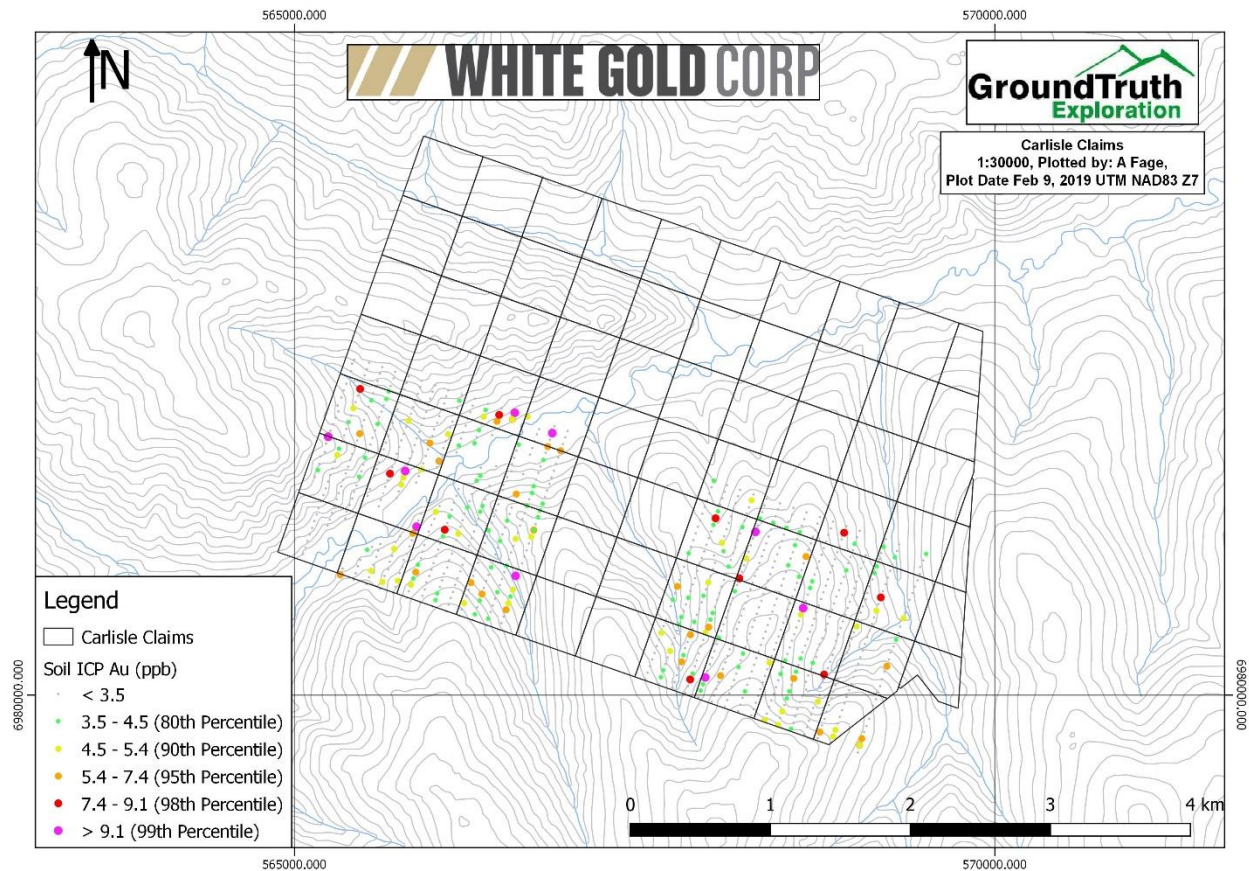 565000.000
570000.000
N
WHITE GOLD CORP
GroundTruth
Exploration
Carlisle Claims
1:30000, Plotted by: A Fage,
Plot Date Feb 9, 2019 UTM NAD83 Z7
6980000.000
6980000.000
Legend
Carlisle Claims
Soil ICP Au (ppb)
< 3.5
3.5 - 4.5 (80th Percentile)
4.5 - 5.4 (90th Percentile)
5.4 - 7.4 (95th Percentile)
7.4 - 9.1 (98th Percentile)
> 9.1 (99th Percentile)
0 1 2 3 4 km
565000.000
570000.000